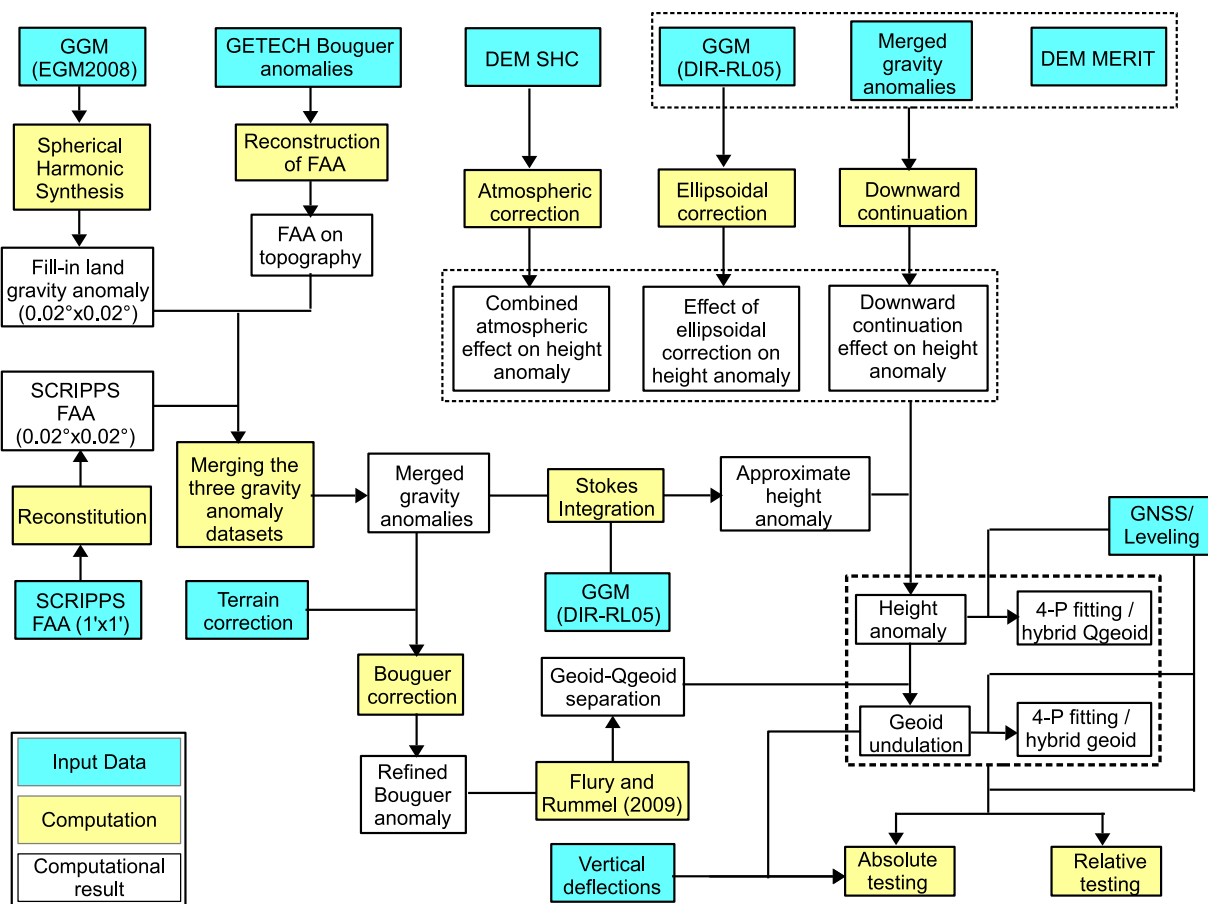 GGM
(EGM2008)
GETECH Bouguer
anomalies
DEM SHC
GGM
(DIR-RL05)
Merged
gravity
anomalies
DEM MERIT
Spherical
Harmonic
Synthesis
Reconstruction
of FAA
Atmospheric
correction
Ellipsoidal
correction
Downward
continuation
Fill-in land
gravity anomaly
(0.02°x0.02°)
FAA on
topography
Combined
atmospheric
effect on height
anomaly
Effect of
ellipsoidal
correction on
height anomaly
Downward
continuation
effect on height
anomaly
SCRIPPS
FAA
(0.02°x0.02°)
Merging the
three gravity
anomaly
datasets
Merged
gravity
anomalies
Stokes
Integration
Approximate
height
anomaly
Reconstitution
GNSS/
Leveling
SCRIPPS
FAA (1'x1')
Terrain
correction
GGM
(DIR-RL05)
Height
anomaly
4-P fitting /
hybrid Qgeoid
Bouguer
correction
Geoid-Qgeoid
separation
Geoid
undulation
4-P fitting /
hybrid geoid
Input Data
Computation
Computational
result
Refined
Bouguer
anomaly
Flury and
Rummel (2009)
Vertical
deflections
Absolute
testing
Relative
testing